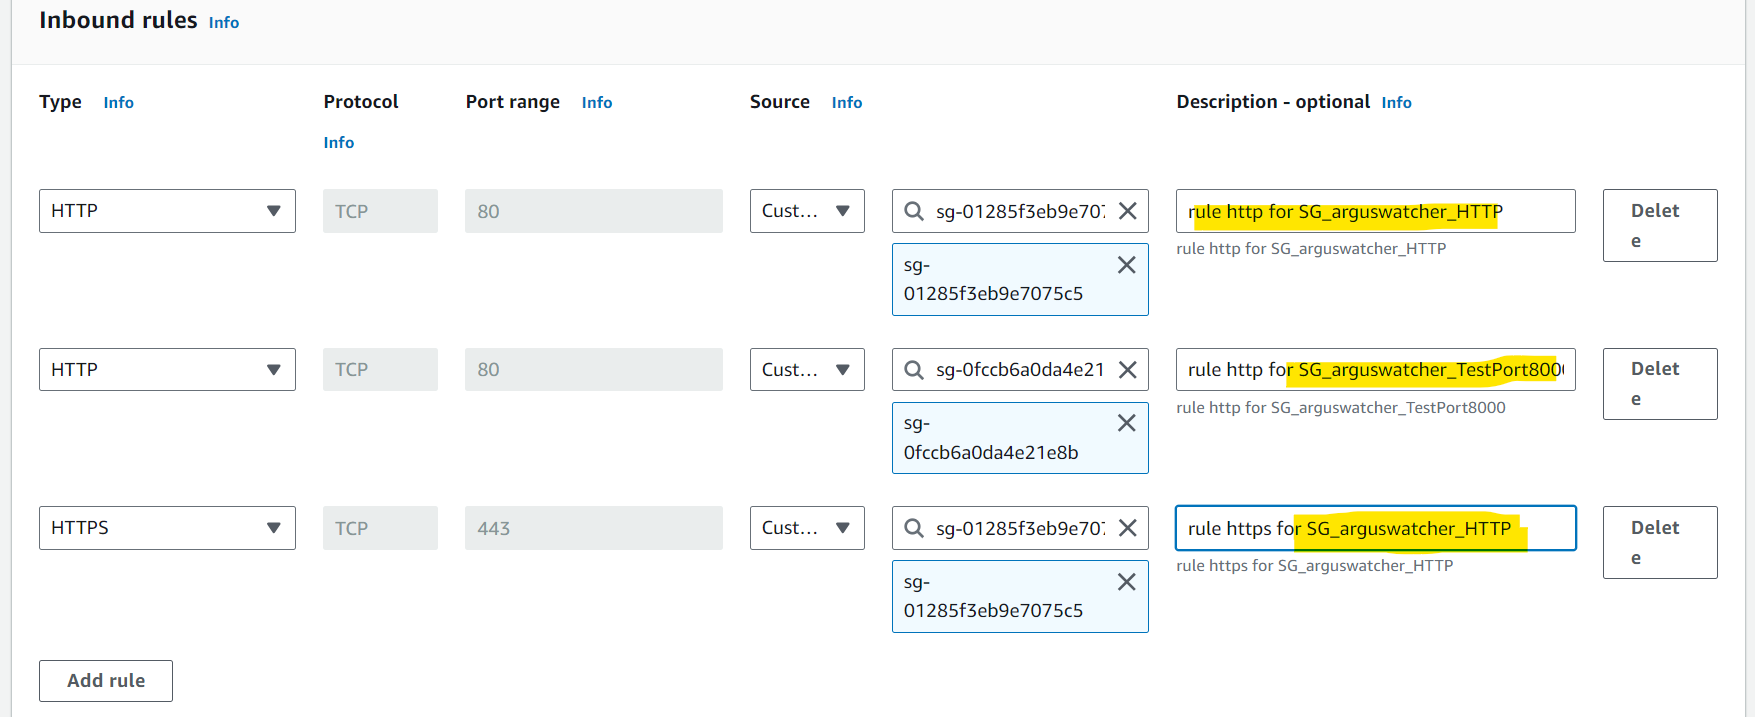 Inbound rules Info
Type Info Protocol Info Port range Info Source Info Description - optional Info
HTTP TCP 80 Cust... sg-01285f3eb9e707 rule http for SG_arguswatcher_HTTP Delete
rule http for SG_arguswatcher_HTTP
sg-
01285f3eb9e7075c5
HTTP TCP 80 Cust... sg-0fccb6a0da4e21 rule http for SG_arguswatcher_TestPort800 Delete
rule http for SG_arguswatcher_TestPort8000
sg-
0fccb6a0da4e21e8b
HTTPS TCP 443 Cust... sg-01285f3eb9e707 rule https for SG_arguswatcher_HTTP Delete
rule https for SG_arguswatcher_HTTP
sg-
01285f3eb9e7075c5
Add rule